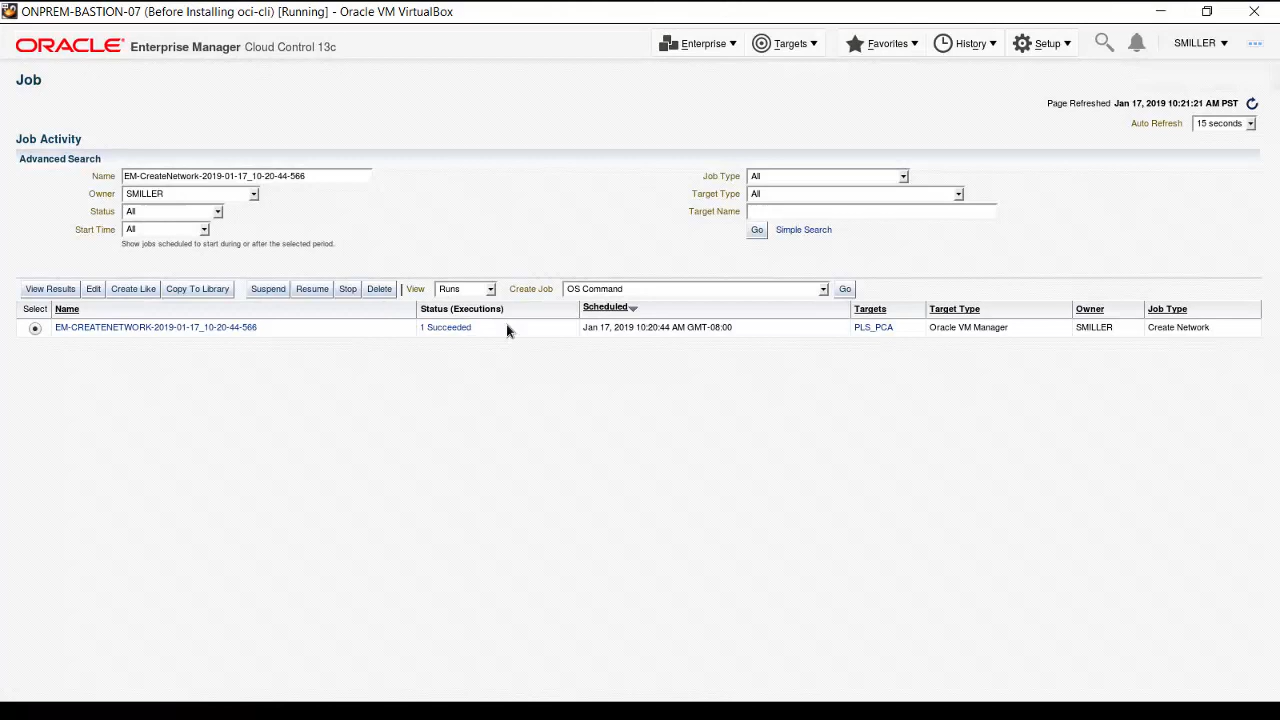 ONPREM-BASTION-07 (Before Installing oci-cli) [Running] - Oracle VM VirtualBox
ORACLE Enterprise Manager Cloud Control 13c Enterprise Targets Favorites History Setup SMILLER
Job
Page Refreshed Jan 17, 2019 10:21:21 AM PST
Auto Refresh 15 seconds
Job Activity
Advanced Search
Name EM-CreateNetwork-2019-01-17_10-20-44-566 Job Type All
Owner SMILLER Target Type All
Status All Target Name
Start Time All Go Simple Search
Show jobs scheduled to start during or after the selected period.
View Results Edit Create Like Copy To Library Suspend Resume Stop Delete View Runs Create Job OS Command Go
Select Name Status (Executions) Scheduled Targets Target Type Owner Job Type
EM-CREATENETWORK-2019-01-17_10-20-44-566 1 Succeeded Jan 17, 2019 10:20:44 AM GMT-08:00 PLS_PCA Oracle VM Manager SMILLER Create Network